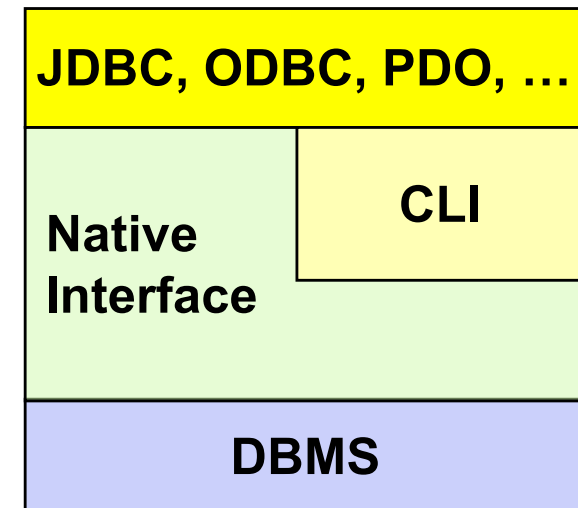 JDBC, ODBC, PDO, …
CLI
Native
Interface
DBMS